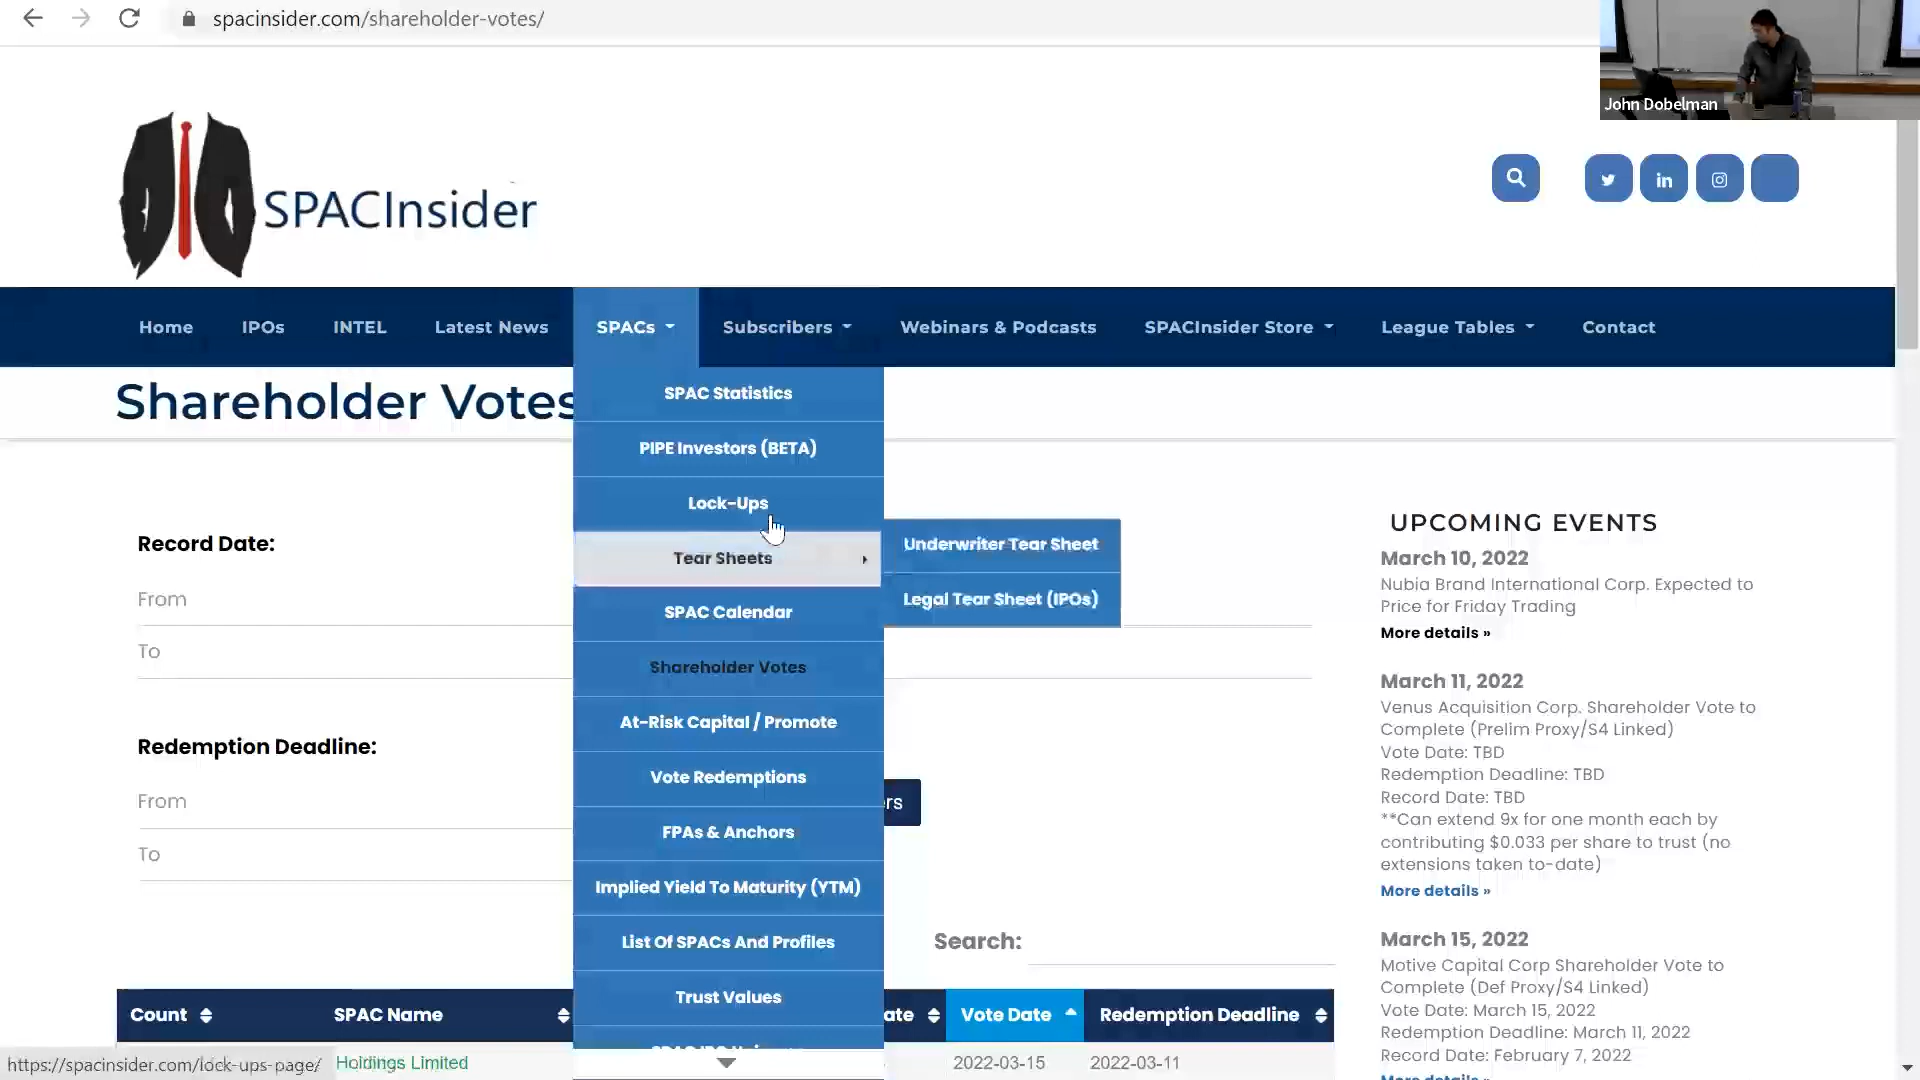 spacinsider.com/shareholder-votes/
John Dobelman
SPACInsider
Home
IPOs
INTEL
Latest News
SPACs
Subscribers
Webinars & Podcasts
SPACInsider Store
League Tables
Contact
Shareholder Votes
SPAC Statistics
PIPE Investors (BETA)
Lock-Ups
Tear Sheets
Underwriter Tear Sheet
Legal Tear Sheet (IPOs)
SPAC Calendar
Shareholder Votes
At-Risk Capital / Promote
Vote Redemptions
FPAs & Anchors
Implied Yield To Maturity (YTM)
List Of SPACs And Profiles
Trust Values
Record Date:
From
To
Redemption Deadline:
From
To
rs
Search:
Count
SPAC Name
ate
Vote Date
Redemption Deadline
Holdings Limited
2022-03-15
2022-03-11
https://spacinsider.com/lock-ups-page/
UPCOMING EVENTS
March 10, 2022
Nubia Brand International Corp. Expected to
Price for Friday Trading
More details »
March 11, 2022
Venus Acquisition Corp. Shareholder Vote to
Complete (Prelim Proxy/S4 Linked)
Vote Date: TBD
Redemption Deadline: TBD
Record Date: TBD
**Can extend 9x for one month each by
contributing $0.033 per share to trust (no
extensions taken to-date)
More details »
March 15, 2022
Motive Capital Corp Shareholder Vote to
Complete (Def Proxy/S4 Linked)
Vote Date: March 15, 2022
Redemption Deadline: March 11, 2022
Record Date: February 7, 2022